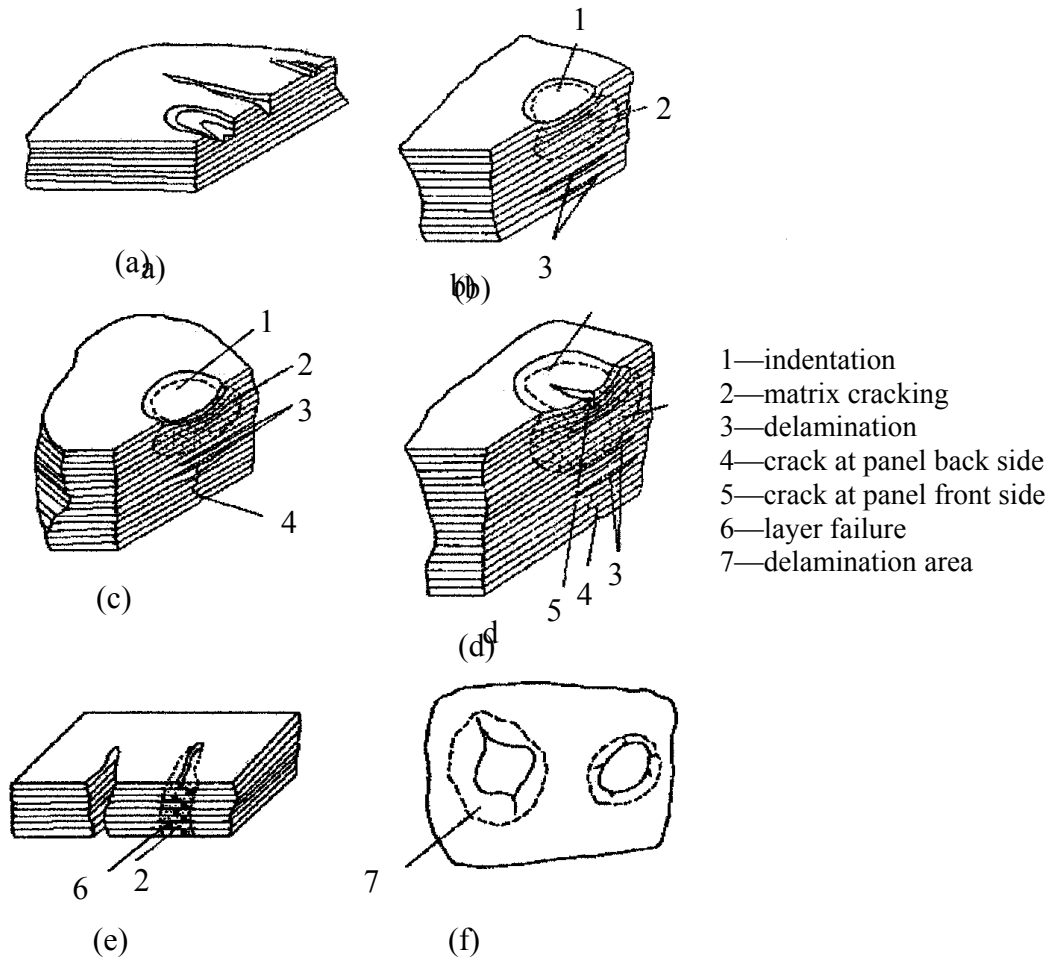 1
2
3
(a) a)
b) (b)
1
2
3
4
(c)
3
4
5
(d) d
1—indentation
2—matrix cracking
3—delamination
4—crack at panel back side
5—crack at panel front side
6—layer failure
7—delamination area
6
2
(e)
7
(f)